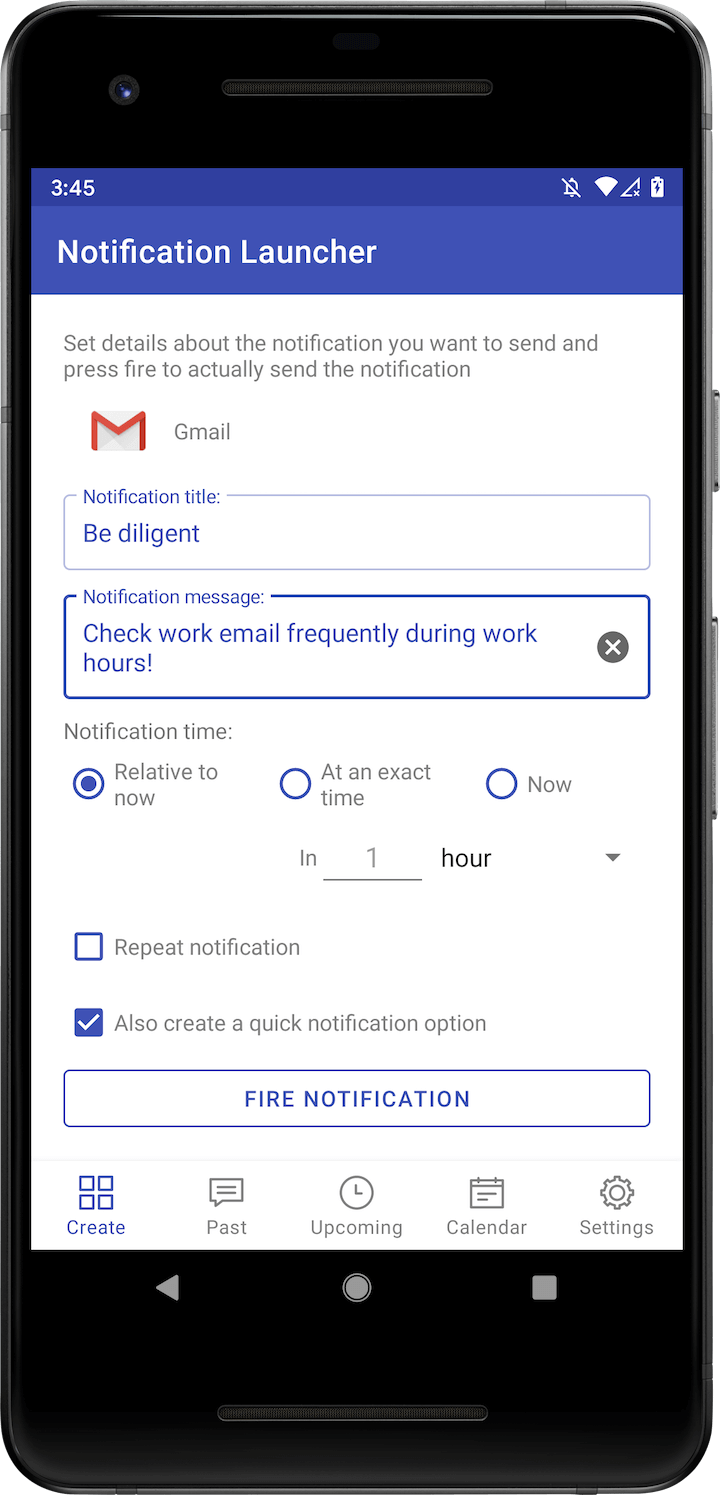 3:45
Notification Launcher
Set details about the notification you want to send and
press fire to actually send the notification
Gmail
Notification title:
Be diligent
Notification message:
Check work email frequently during work
hours!
Notification time:
Relative to
now
At an exact
time
Now
In 1 hour
Repeat notification
Also create a quick notification option
FIRE NOTIFICATION
Create Past Upcoming Calendar Settings